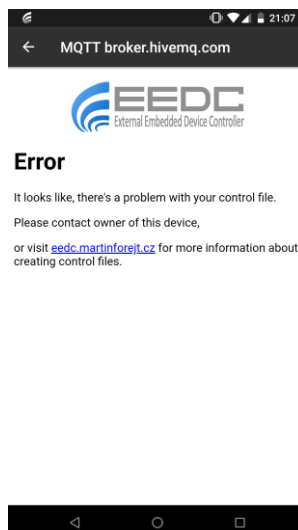 21:07
MQTT broker.hivemq.com
EEDC
External Embedded Device Controller
Error
It looks like, there's a problem with your control file.
Please contact owner of this device,
or visit eedc.martinforejt.cz for more information about
creating control files.